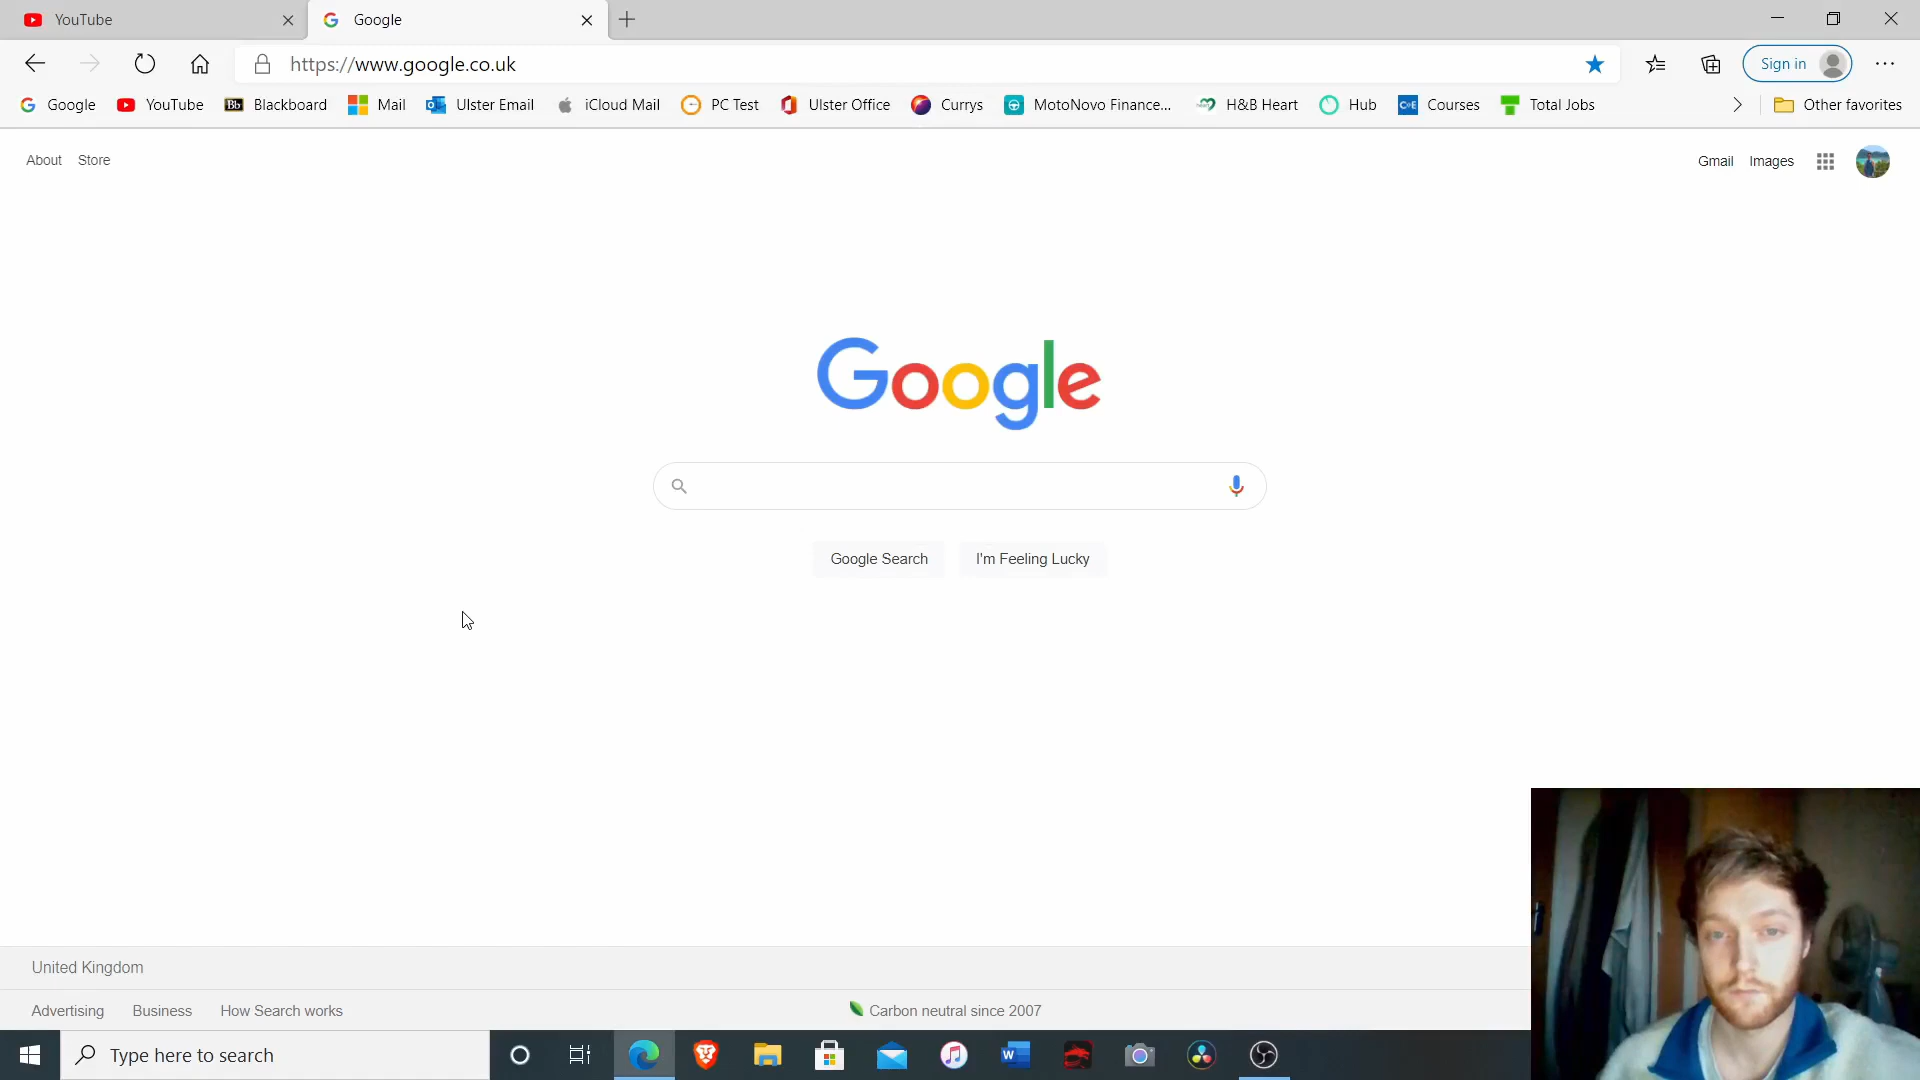 YouTube
Google
https://www.google.co.uk
Sign in
Google YouTube Blackboard Mail Ulster Email iCloud Mail PC Test Ulster Office Currys MotoNovo Finance... H&B Heart Hub Courses Total Jobs Other favorites
About Store
Gmail Images
Google
Google Search I'm Feeling Lucky
United Kingdom
Advertising Business How Search works
Carbon neutral since 2007
Type here to search